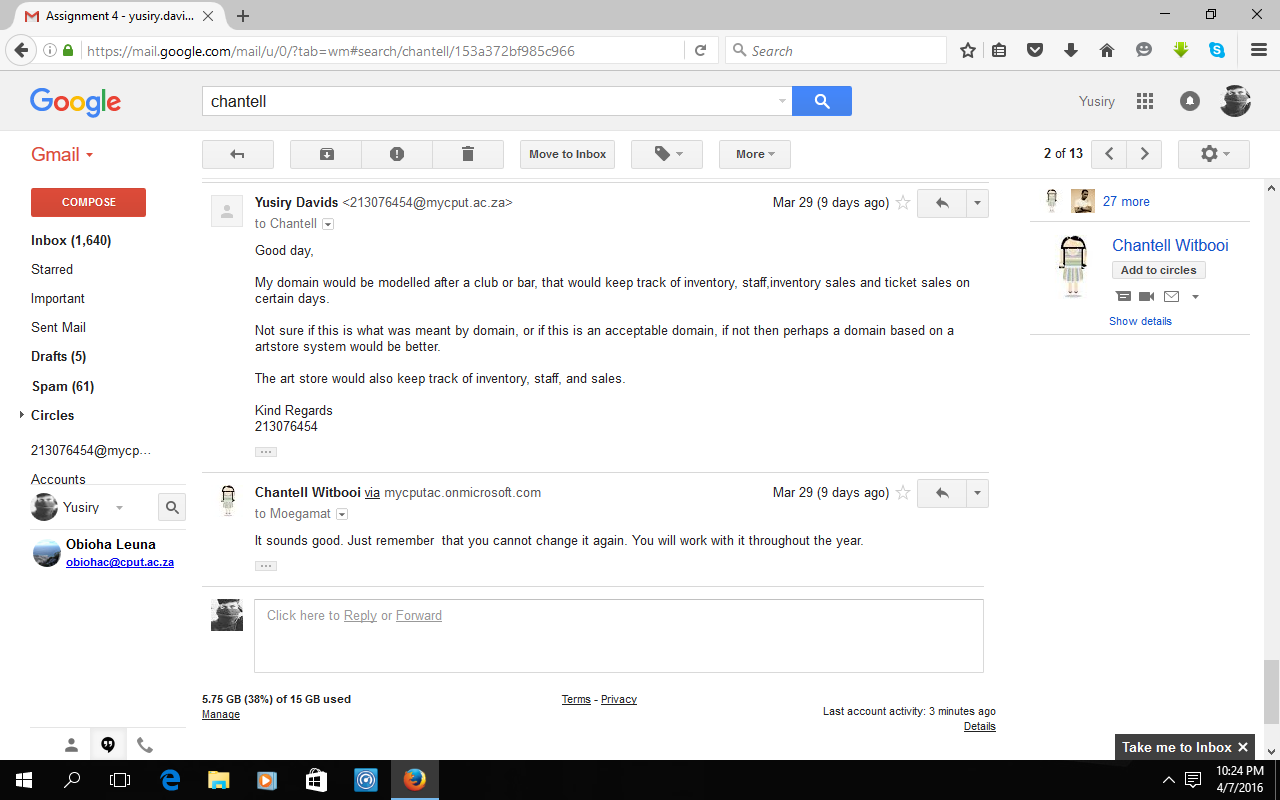 Assignment 4 - yusiry.davi...
https://mail.google.com/mail/u/0/?tab=wm#search/chantell/153a372bf985c966
Search
Google
chantell
Yusiry
Gmail
Move to Inbox
More
2 of 13
COMPOSE
Inbox (1,640)
Starred
Important
Sent Mail
Drafts (5)
Spam (61)
Circles
213076454@mycp...
Accounts
Yusiry
Obioha Leuna
obiohac@cput.ac.za
Yusiry Davids <213076454@mycput.ac.za>
Mar 29 (9 days ago)
to Chantell
Good day,
My domain would be modelled after a club or bar, that would keep track of inventory, staff,inventory sales and ticket sales on
certain days.
Not sure if this is what was meant by domain, or if this is an acceptable domain, if not then perhaps a domain based on a
artstore system would be better.
The art store would also keep track of inventory, staff, and sales.
Kind Regards
213076454
Chantell Witbooi via mycputac.onmicrosoft.com
Mar 29 (9 days ago)
to Moegamat
It sounds good. Just remember  that you cannot change it again. You will work with it throughout the year.
Click here to Reply or Forward
5.75 GB (38%) of 15 GB used
Manage
Terms - Privacy
Last account activity: 3 minutes ago
Details
27 more
Chantell Witbooi
Add to circles
Show details
Take me to Inbox
10:24 PM
4/7/2016